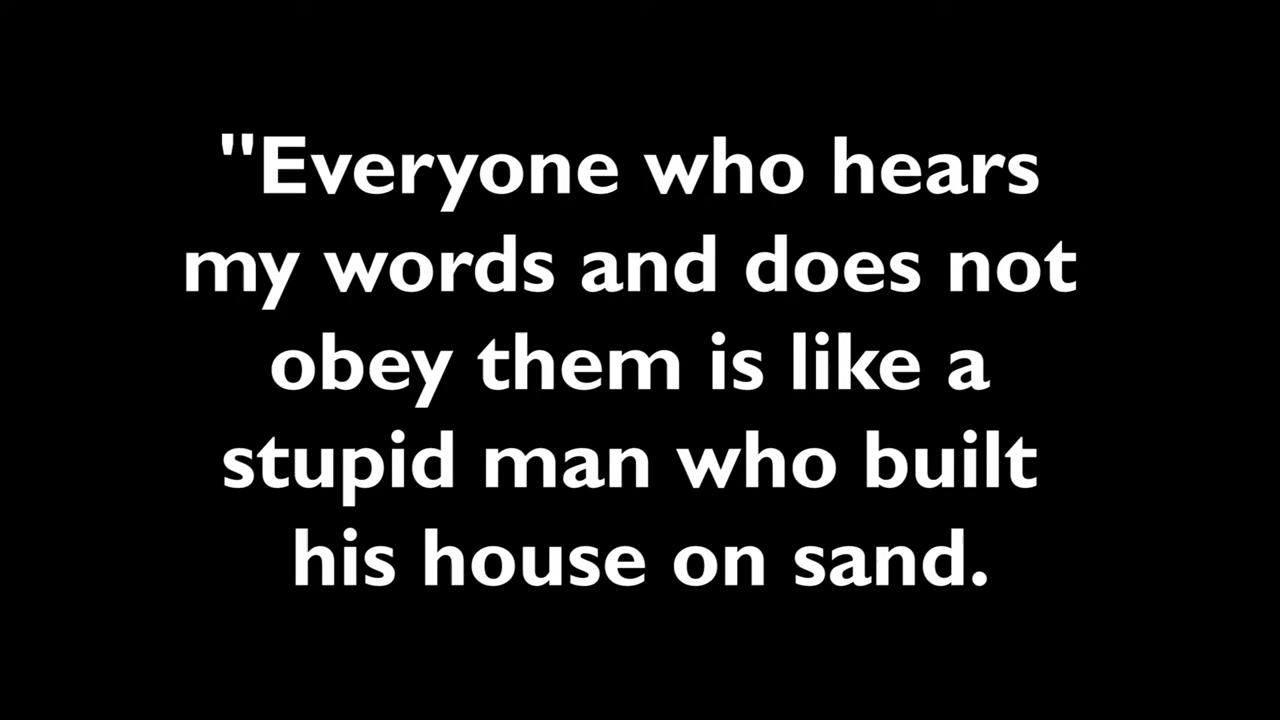 "Everyone who hears
my words and does not
obey them is like a
stupid man who built
his house on sand.